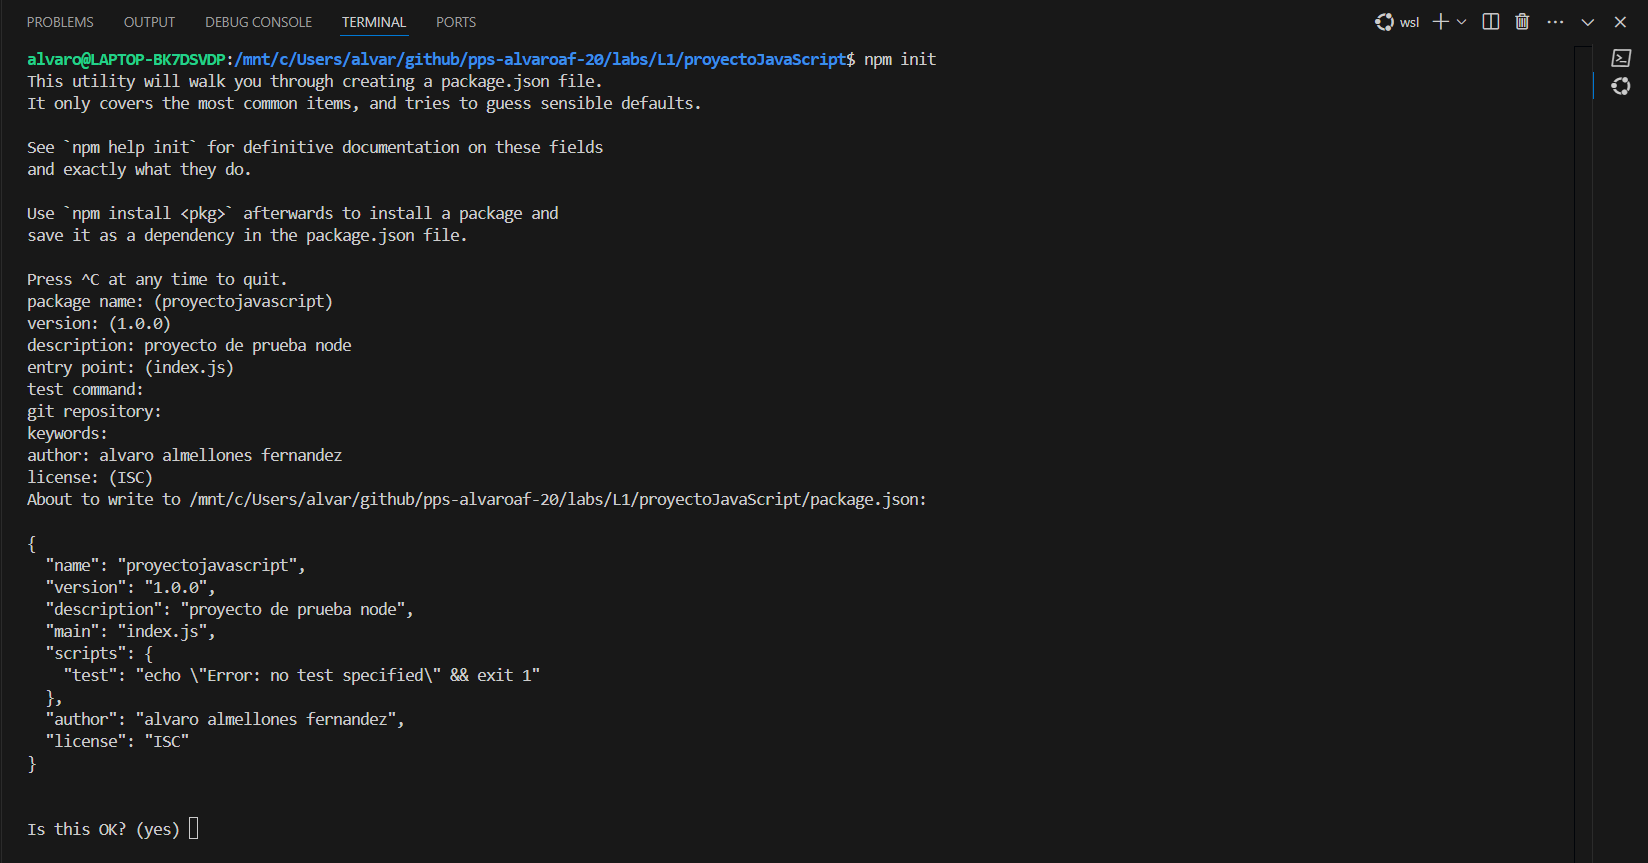 PROBLEMS OUTPUT DEBUG CONSOLE TERMINAL PORTS wsl
alvaro@LAPTOP-BK7DSVDP:/mnt/c/Users/alvar/github/pps-alvaroaf-20/labs/L1/proyectoJavaScript$ npm init
This utility will walk you through creating a package.json file.
It only covers the most common items, and tries to guess sensible defaults.

See `npm help init` for definitive documentation on these fields
and exactly what they do.

Use `npm install <pkg>` afterwards to install a package and
save it as a dependency in the package.json file.

Press ^C at any time to quit.
package name: (proyectojavascript)
version: (1.0.0)
description: proyecto de prueba node
entry point: (index.js)
test command:
git repository:
keywords:
author: alvaro almellones fernandez
license: (ISC)
About to write to /mnt/c/Users/alvar/github/pps-alvaroaf-20/labs/L1/proyectoJavaScript/package.json:

{
  "name": "proyectojavascript",
  "version": "1.0.0",
  "description": "proyecto de prueba node",
  "main": "index.js",
  "scripts": {
    "test": "echo \"Error: no test specified\" && exit 1"
  },
  "author": "alvaro almellones fernandez",
  "license": "ISC"
}

Is this OK? (yes)